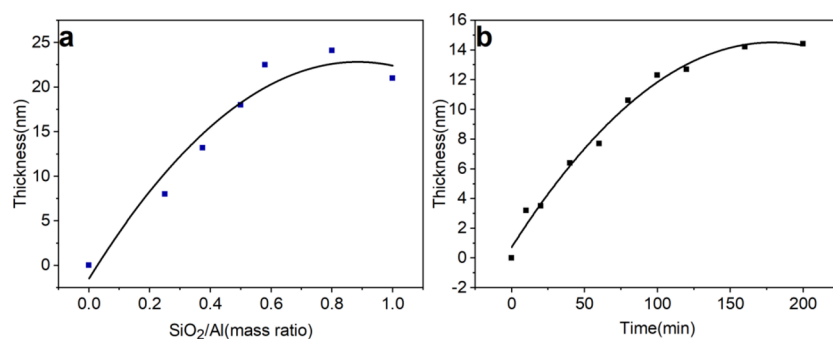 a
Thickness(nm)
25
20
15
10
5
0
0.0 0.2 0.4 0.6 0.8 1.0
SiO₂/Al(mass ratio)
b
Thickness(nm)
16
14
12
10
8
6
4
2
0
-2
0 50 100 150 200
Time(min)